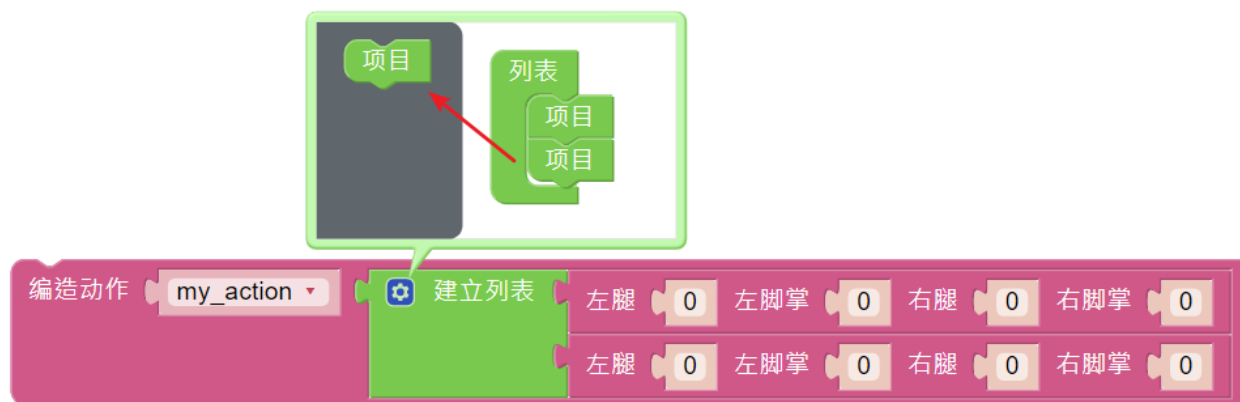 项目
列表
项目
项目
编造动作 my_action 建立列表 左腿 0 左脚掌 0 右腿 0 右脚掌 0
左腿 0 左脚掌 0 右腿 0 右脚掌 0